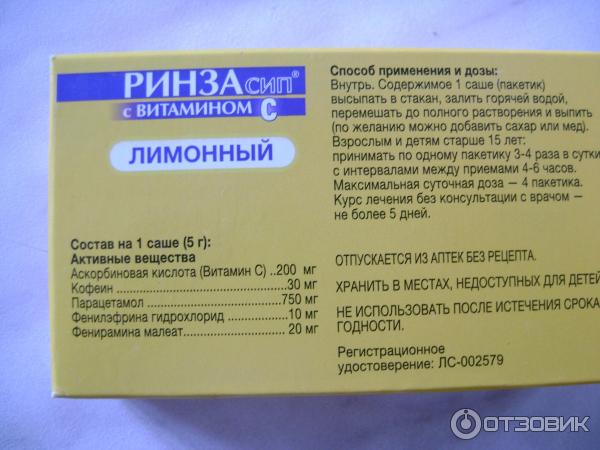 РИНЗАСИП®
с ВИТАМИНОМ C
ЛИМОННЫЙ
Состав на 1 саше (5 г):
Активные вещества
Аскорбиновая кислота (Витамин С) ..200 мг
Кофеин ........................................30 мг
Парацетамол ..............................750 мг
Фенилэфрина гидрохлорид ............10 мг
Фенирамина малеат.......................20 мг
Способ применения и дозы:
Внутрь. Содержимое 1 саше (пакетик)
высыпать в стакан, залить горячей водой,
перемешать до полного растворения и выпить
(по желанию можно добавить сахар или мед).
Взрослым и детям старше 15 лет:
принимать по одному пакетику 3-4 раза в сутки
с интервалами между приемами 4-6 часов.
Максимальная суточная доза — 4 пакетика.
Курс лечения без консультации с врачом —
не более 5 дней.
ОТПУСКАЕТСЯ ИЗ АПТЕК БЕЗ РЕЦЕПТА.
ХРАНИТЬ В МЕСТАХ, НЕДОСТУПНЫХ ДЛЯ ДЕТЕЙ
НЕ ИСПОЛЬЗОВАТЬ ПОСЛЕ ИСТЕЧЕНИЯ СРОКА
ГОДНОСТИ.
Регистрационное
удостоверение: ЛС-002579
ОТЗОВИК